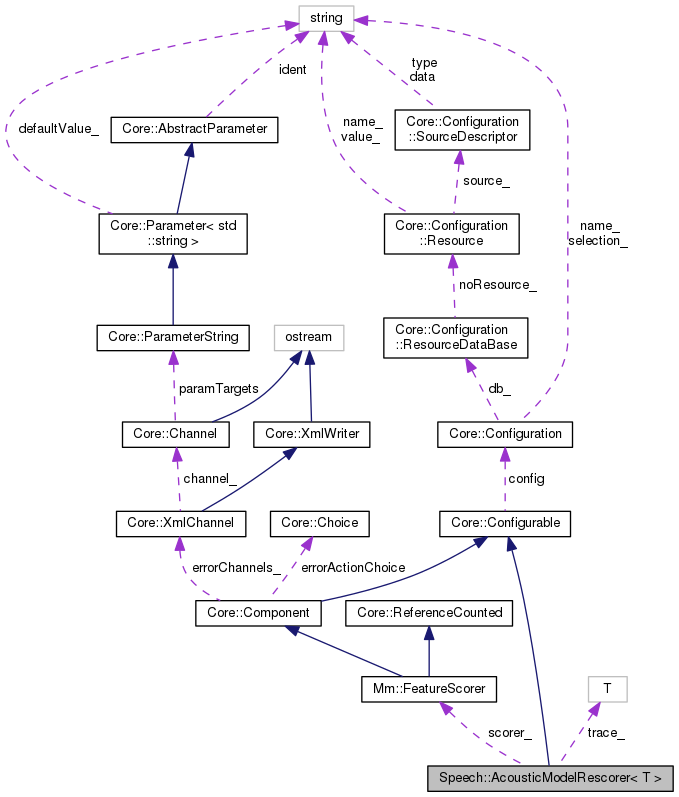 string
type
data
ident
defaultValue_
Core::AbstractParameter
name_
value_
Core::Configuration
::SourceDescriptor
source_
Core::Parameter< std
::string >
Core::Configuration
::Resource
name_
selection_
noResource_
Core::ParameterString
ostream
Core::Configuration
::ResourceDataBase
paramTargets
db_
Core::Channel
Core::XmlWriter
Core::Configuration
channel_
config
Core::XmlChannel
Core::Choice
Core::Configurable
errorChannels_
errorActionChoice
Core::Component
Core::ReferenceCounted
Mm::FeatureScorer
T
scorer_
trace_
Speech::AcousticModelRescorer< T >